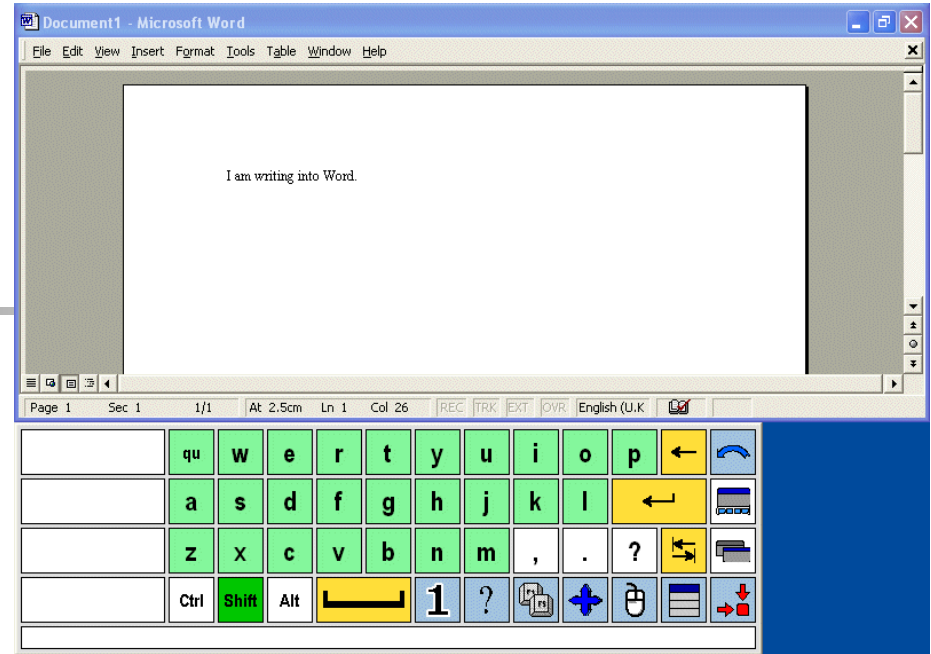 Document1 - Microsoft Word
File Edit View Insert Format Tools Table Window Help
I am writing into Word.
Page 1 Sec 1 1/1 At 2.5cm Ln 1 Col 26 REC TRK EXT OVR English (U.K
qu w e r t y u i o p
a s d f g h j k l
z x c v b n m , . ?
Ctrl Shift Alt 1 ?